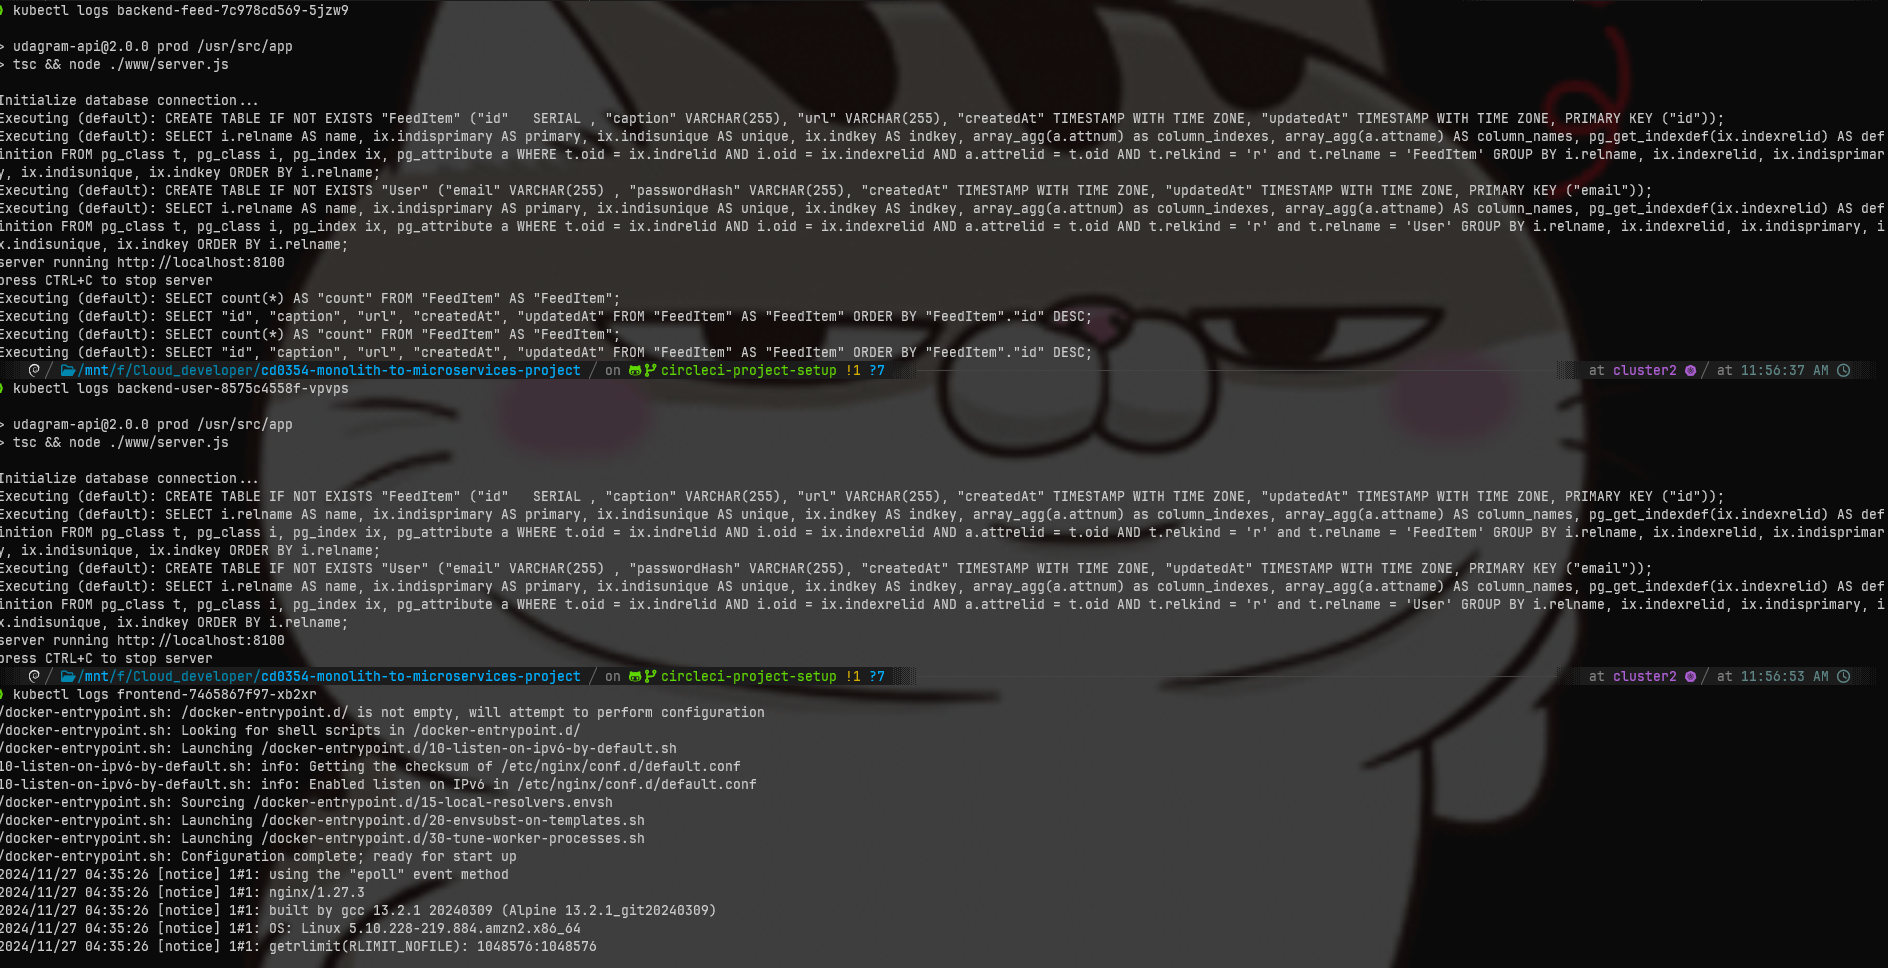 kubectl logs backend-feed-7c978cd569-5jzw9
> udagram-api@2.0.0 prod /usr/src/app
> tsc && node ./www/server.js
Initialize database connection...
Executing (default): CREATE TABLE IF NOT EXISTS "FeedItem" ("id"   SERIAL , "caption" VARCHAR(255), "url" VARCHAR(255), "createdAt" TIMESTAMP WITH TIME ZONE, "updatedAt" TIMESTAMP WITH TIME ZONE, PRIMARY KEY ("id"));
Executing (default): SELECT i.relname AS name, ix.indisprimary AS primary, ix.indisunique AS unique, ix.indkey AS indkey, array_agg(a.attnum) as column_indexes, array_agg(a.attname) AS column_names, pg_get_indexdef(ix.indexrelid) AS def
inition FROM pg_class t, pg_class i, pg_index ix, pg_attribute a WHERE t.oid = ix.indrelid AND i.oid = ix.indexrelid AND a.attrelid = t.oid AND t.relkind = 'r' and t.relname = 'FeedItem' GROUP BY i.relname, ix.indexrelid, ix.indisprimar
y, ix.indisunique, ix.indkey ORDER BY i.relname;
Executing (default): CREATE TABLE IF NOT EXISTS "User" ("email" VARCHAR(255) , "passwordHash" VARCHAR(255), "createdAt" TIMESTAMP WITH TIME ZONE, "updatedAt" TIMESTAMP WITH TIME ZONE, PRIMARY KEY ("email"));
Executing (default): SELECT i.relname AS name, ix.indisprimary AS primary, ix.indisunique AS unique, ix.indkey AS indkey, array_agg(a.attnum) as column_indexes, array_agg(a.attname) AS column_names, pg_get_indexdef(ix.indexrelid) AS def
inition FROM pg_class t, pg_class i, pg_index ix, pg_attribute a WHERE t.oid = ix.indrelid AND i.oid = ix.indexrelid AND a.attrelid = t.oid AND t.relkind = 'r' and t.relname = 'User' GROUP BY i.relname, ix.indexrelid, ix.indisprimary, i
x.indisunique, ix.indkey ORDER BY i.relname;
server running http://localhost:8100
press CTRL+C to stop server
Executing (default): SELECT count(*) AS "count" FROM "FeedItem" AS "FeedItem";
Executing (default): SELECT "id", "caption", "url", "createdAt", "updatedAt" FROM "FeedItem" AS "FeedItem" ORDER BY "FeedItem"."id" DESC;
Executing (default): SELECT count(*) AS "count" FROM "FeedItem" AS "FeedItem";
Executing (default): SELECT "id", "caption", "url", "createdAt", "updatedAt" FROM "FeedItem" AS "FeedItem" ORDER BY "FeedItem"."id" DESC;
/mnt/f/Cloud_developer/cd0354-monolith-to-microservices-project / on circleci-project-setup !1 ?7 at cluster2 / at 11:56:37 AM
kubectl logs backend-user-8575c4558f-vpvps
> udagram-api@2.0.0 prod /usr/src/app
> tsc && node ./www/server.js
Initialize database connection...
Executing (default): CREATE TABLE IF NOT EXISTS "FeedItem" ("id"   SERIAL , "caption" VARCHAR(255), "url" VARCHAR(255), "createdAt" TIMESTAMP WITH TIME ZONE, "updatedAt" TIMESTAMP WITH TIME ZONE, PRIMARY KEY ("id"));
Executing (default): SELECT i.relname AS name, ix.indisprimary AS primary, ix.indisunique AS unique, ix.indkey AS indkey, array_agg(a.attnum) as column_indexes, array_agg(a.attname) AS column_names, pg_get_indexdef(ix.indexrelid) AS def
inition FROM pg_class t, pg_class i, pg_index ix, pg_attribute a WHERE t.oid = ix.indrelid AND i.oid = ix.indexrelid AND a.attrelid = t.oid AND t.relkind = 'r' and t.relname = 'FeedItem' GROUP BY i.relname, ix.indexrelid, ix.indisprimar
y, ix.indisunique, ix.indkey ORDER BY i.relname;
Executing (default): CREATE TABLE IF NOT EXISTS "User" ("email" VARCHAR(255) , "passwordHash" VARCHAR(255), "createdAt" TIMESTAMP WITH TIME ZONE, "updatedAt" TIMESTAMP WITH TIME ZONE, PRIMARY KEY ("email"));
Executing (default): SELECT i.relname AS name, ix.indisprimary AS primary, ix.indisunique AS unique, ix.indkey AS indkey, array_agg(a.attnum) as column_indexes, array_agg(a.attname) AS column_names, pg_get_indexdef(ix.indexrelid) AS def
inition FROM pg_class t, pg_class i, pg_index ix, pg_attribute a WHERE t.oid = ix.indrelid AND i.oid = ix.indexrelid AND a.attrelid = t.oid AND t.relkind = 'r' and t.relname = 'User' GROUP BY i.relname, ix.indexrelid, ix.indisprimary, i
x.indisunique, ix.indkey ORDER BY i.relname;
server running http://localhost:8100
press CTRL+C to stop server
/mnt/f/Cloud_developer/cd0354-monolith-to-microservices-project / on circleci-project-setup !1 ?7 at cluster2 / at 11:56:53 AM
kubectl logs frontend-7465867f97-xb2xr
/docker-entrypoint.sh: /docker-entrypoint.d/ is not empty, will attempt to perform configuration
/docker-entrypoint.sh: Looking for shell scripts in /docker-entrypoint.d/
/docker-entrypoint.sh: Launching /docker-entrypoint.d/10-listen-on-ipv6-by-default.sh
10-listen-on-ipv6-by-default.sh: info: Getting the checksum of /etc/nginx/conf.d/default.conf
10-listen-on-ipv6-by-default.sh: info: Enabled listen on IPv6 in /etc/nginx/conf.d/default.conf
/docker-entrypoint.sh: Sourcing /docker-entrypoint.d/15-local-resolvers.envsh
/docker-entrypoint.sh: Launching /docker-entrypoint.d/20-envsubst-on-templates.sh
/docker-entrypoint.sh: Launching /docker-entrypoint.d/30-tune-worker-processes.sh
/docker-entrypoint.sh: Configuration complete; ready for start up
2024/11/27 04:35:26 [notice] 1#1: using the "epoll" event method
2024/11/27 04:35:26 [notice] 1#1: nginx/1.27.3
2024/11/27 04:35:26 [notice] 1#1: built by gcc 13.2.1 20240309 (Alpine 13.2.1_git20240309)
2024/11/27 04:35:26 [notice] 1#1: OS: Linux 5.10.228-219.884.amzn2.x86_64
2024/11/27 04:35:26 [notice] 1#1: getrlimit(RLIMIT_NOFILE): 1048576:1048576